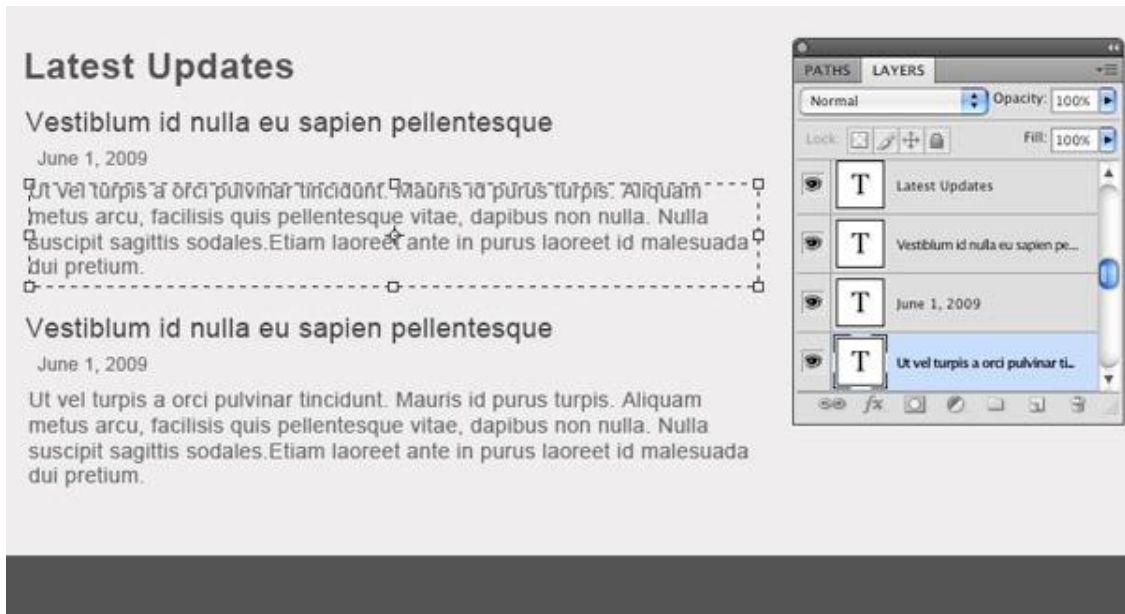 Latest Updates
Vestiblum id nulla eu sapien pellentesque
June 1, 2009
Ut vel turpis a orci pulvinar tincidunt. Mauris id purus turpis. Aliquam
metus arcu, facilisis quis pellentesque vitae, dapibus non nulla. Nulla
suscipit sagittis sodales.Etiam laoreet ante in purus laoreet id malesuada
dui pretium.
Vestiblum id nulla eu sapien pellentesque
June 1, 2009
Ut vel turpis a orci pulvinar tincidunt. Mauris id purus turpis. Aliquam
metus arcu, facilisis quis pellentesque vitae, dapibus non nulla. Nulla
suscipit sagittis sodales.Etiam laoreet ante in purus laoreet id malesuada
dui pretium.
PATHS LAYERS
Normal Opacity: 100%
Lock: Fill: 100%
T Latest Updates
T Vestiblum id nulla eu sapien pe...
T June 1, 2009
T Ut vel turpis a orci pulvinar ti...
fx